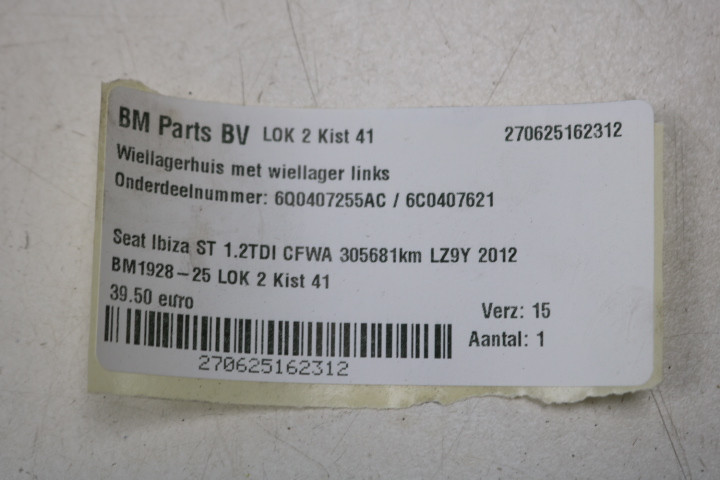 BM Parts BV LOK 2 Kist 41 270625162312
Wiellagerhuis met wiellager links
Onderdeelnummer: 6Q0407255AC / 6C0407621
Seat Ibiza ST 1.2TDI CFWA 305681km LZ9Y 2012
BM1928-25 LOK 2 Kist 41
39.50 euro
Verz: 15
Aantal: 1
270625162312